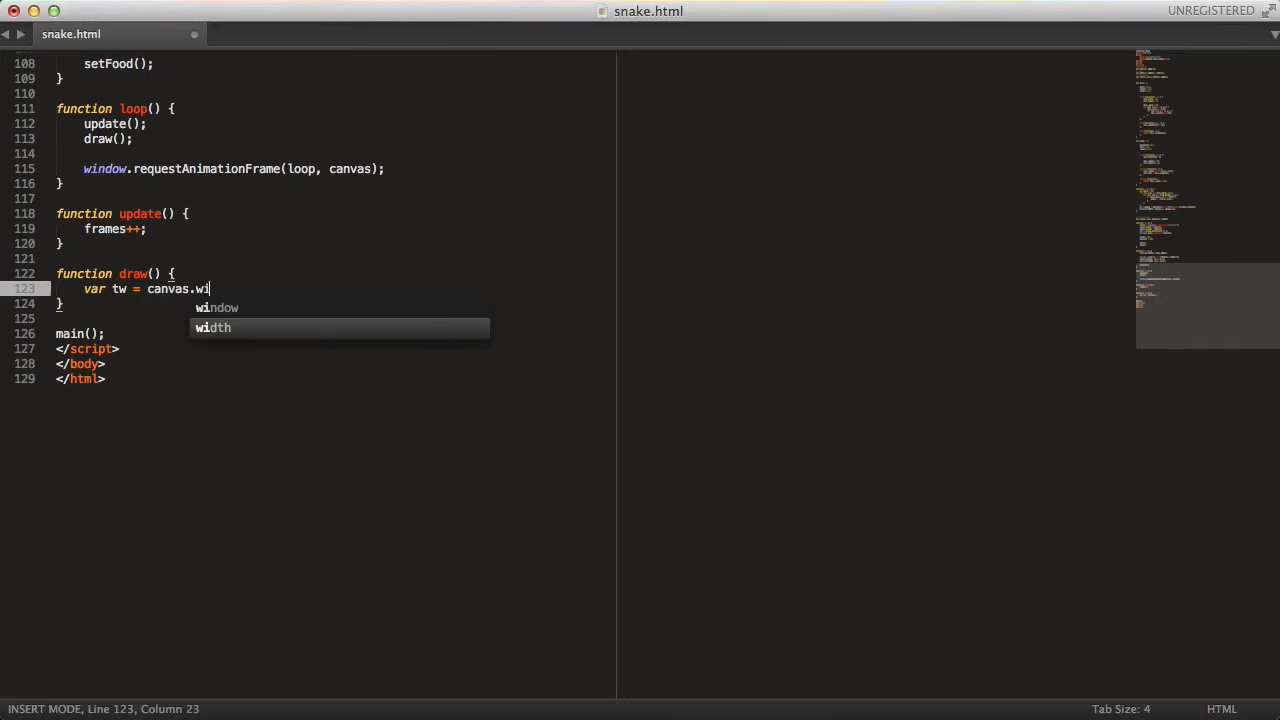 snake.html
UNREGISTERED
snake.html
108 setFood();
109 }
110
111 function loop() {
112 update();
113 draw();
114
115 window.requestAnimationFrame(loop, canvas);
116 }
117
118 function update() {
119 frames++;
120 }
121
122 function draw() {
123 var tw = canvas.wi
window
124 }
width
125
126 main();
127 </script>
128 </body>
129 </html>
INSERT MODE, Line 123, Column 23
Tab Size: 4
HTML